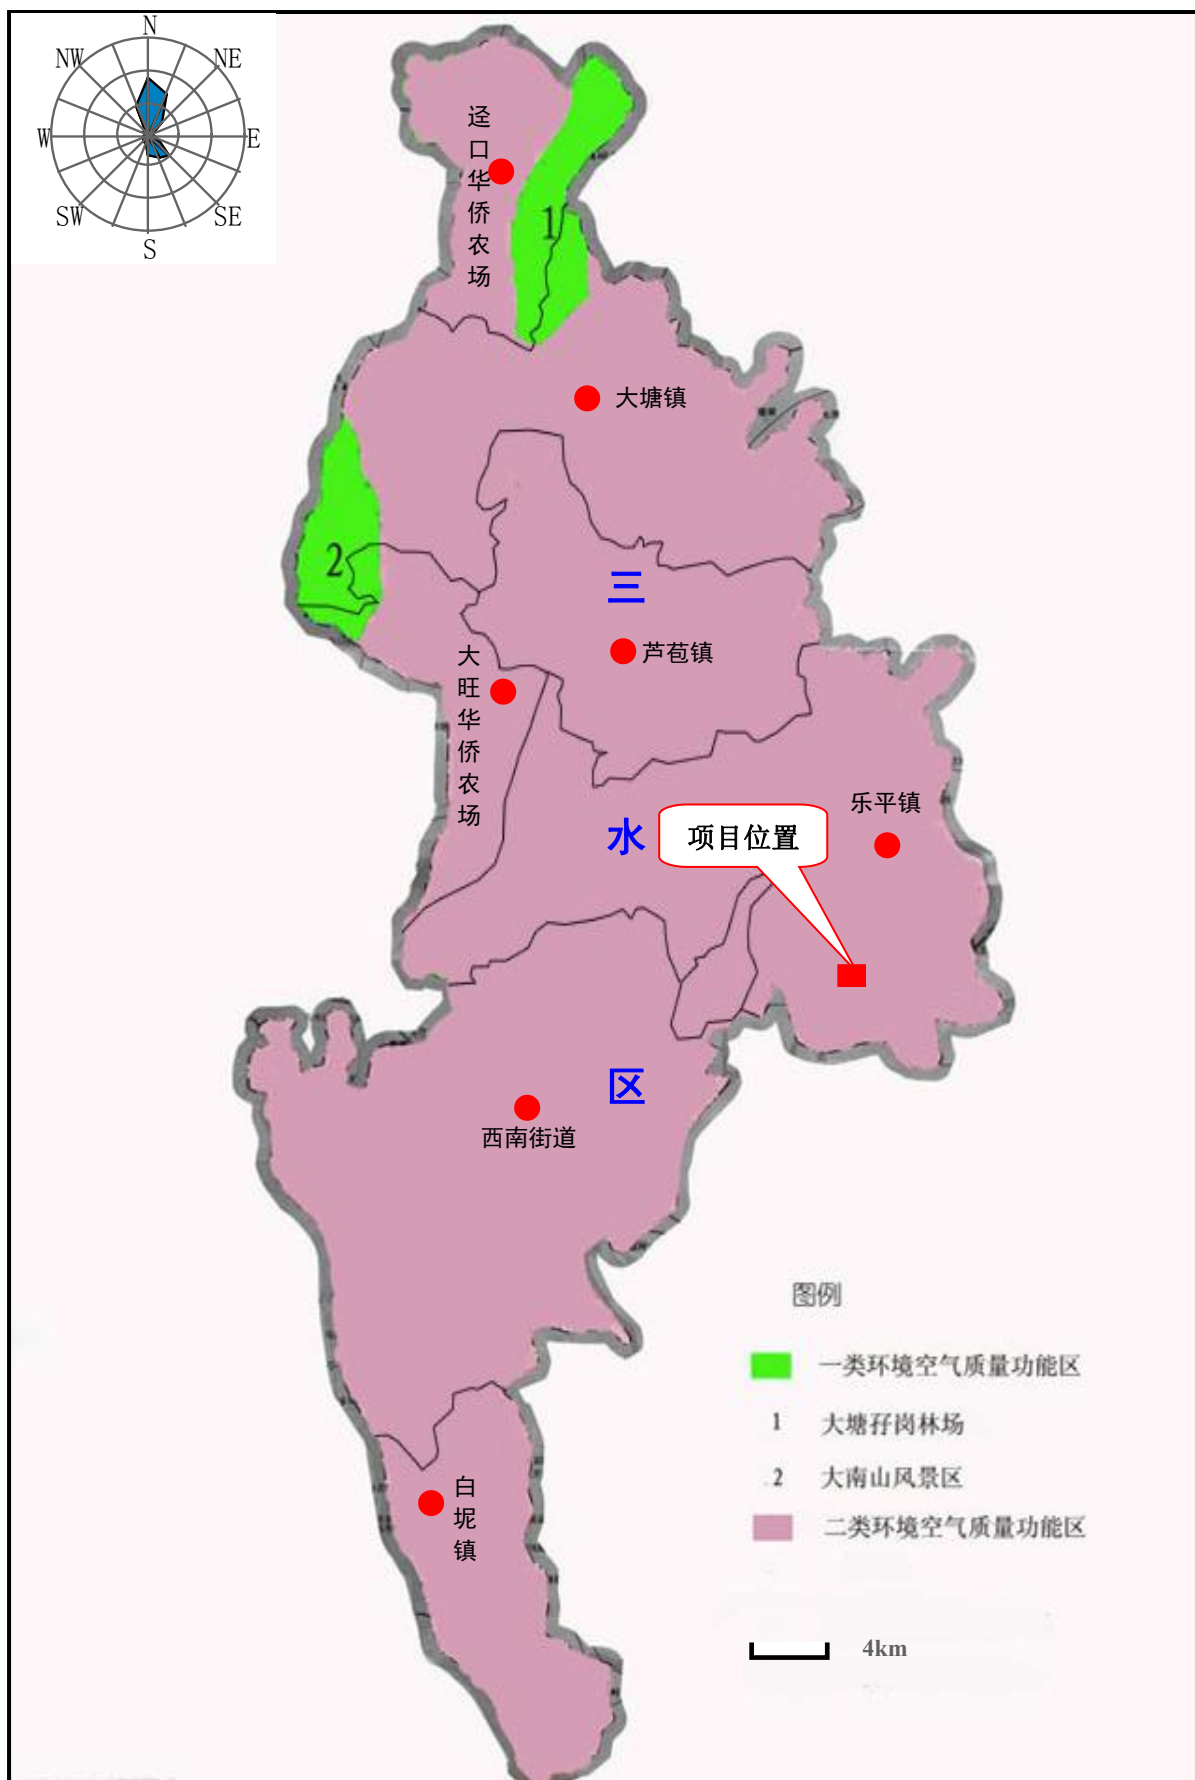 N
NW
NE
W
E
SW
SE
S
迳口华侨农场
1
大塘镇
2
三
芦苞镇
大旺华侨农场
乐平镇
水
项目位置
区
西南街道
图例
一类环境空气质量功能区
1 大塘孖岗林场
2 大南山风景区
二类环境空气质量功能区
白坭镇
4km